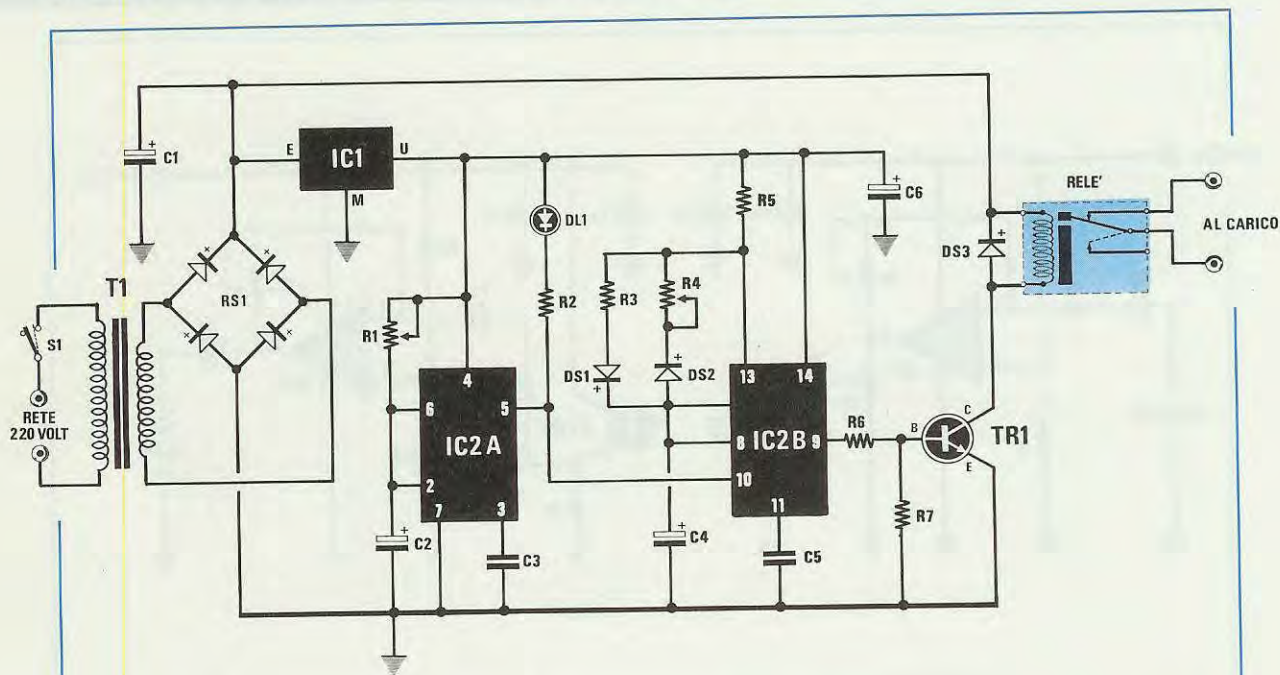 C1
+
E
IC1
U
M
DL1
R5
C6
+
RELE'
AL CARICO
DS3
+
T1
RS1
+
+
+
+
S1
RETE
220 VOLT
R1
R2
R3
R4
DS1
+
DS2
+
4
6
5
IC2 A
2
7
3
13
14
8
IC2 B
9
10
11
R6
B
C
E
TR1
R7
C2
+
C3
C4
+
C5